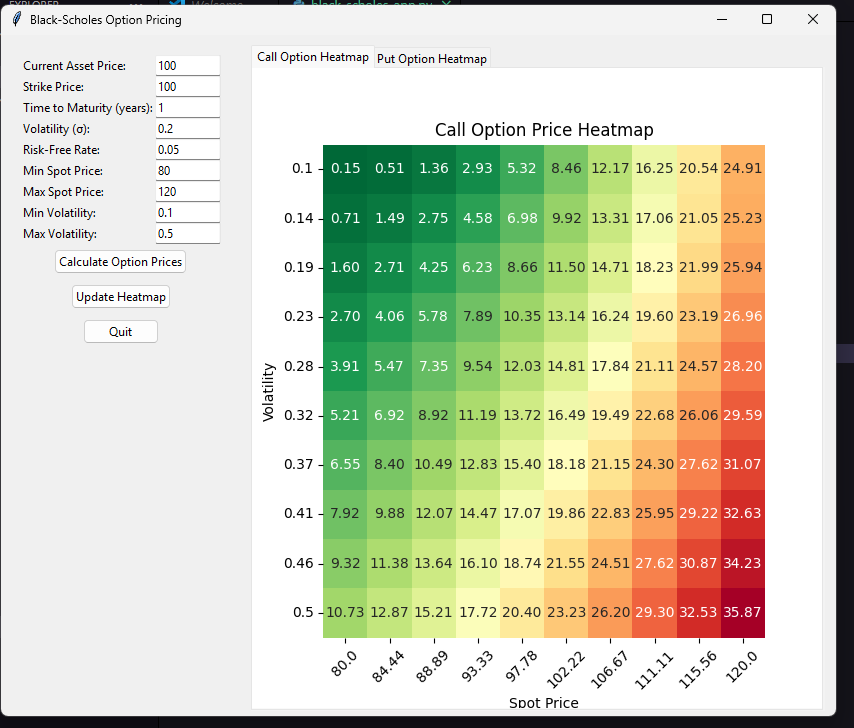 EXPLORER
Welcome
black-scholes-app.py
Black-Scholes Option Pricing
Current Asset Price: 100
Strike Price: 100
Time to Maturity (years): 1
Volatility (σ): 0.2
Risk-Free Rate: 0.05
Min Spot Price: 80
Max Spot Price: 120
Min Volatility: 0.1
Max Volatility: 0.5
Calculate Option Prices
Update Heatmap
Quit
Call Option Heatmap Put Option Heatmap
Call Option Price Heatmap
Volatility
0.1 0.15 0.51 1.36 2.93 5.32 8.46 12.17 16.25 20.54 24.91
0.14 0.71 1.49 2.75 4.58 6.98 9.92 13.31 17.06 21.05 25.23
0.19 1.60 2.71 4.25 6.23 8.66 11.50 14.71 18.23 21.99 25.94
0.23 2.70 4.06 5.78 7.89 10.35 13.14 16.24 19.60 23.19 26.96
0.28 3.91 5.47 7.35 9.54 12.03 14.81 17.84 21.11 24.57 28.20
0.32 5.21 6.92 8.92 11.19 13.72 16.49 19.49 22.68 26.06 29.59
0.37 6.55 8.40 10.49 12.83 15.40 18.18 21.15 24.30 27.62 31.07
0.41 7.92 9.88 12.07 14.47 17.07 19.86 22.83 25.95 29.22 32.63
0.46 9.32 11.38 13.64 16.10 18.74 21.55 24.51 27.62 30.87 34.23
0.5 10.73 12.87 15.21 17.72 20.40 23.23 26.20 29.30 32.53 35.87
80.0 84.44 88.89 93.33 97.78 102.22 106.67 111.11 115.56 120.0
Spot Price